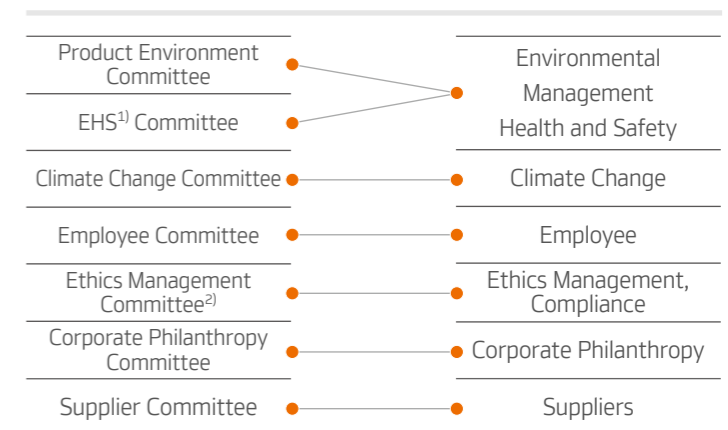 Product Environment
Committee
EHS1) Committee
Climate Change Committee
Employee Committee
Ethics Management
Committee2)
Corporate Philanthropy
Committee
Supplier Committee
Environmental
Management
Health and Safety
Climate Change
Employee
Ethics Management,
Compliance
Corporate Philanthropy
Suppliers